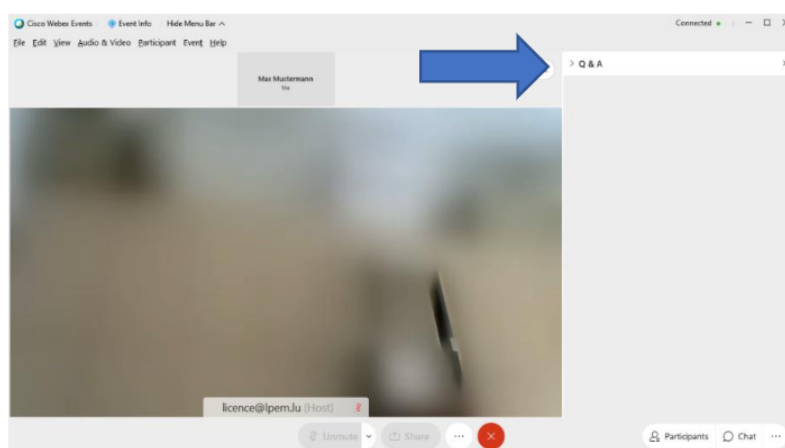 Cisco Webex Events Event Info Hide Menu Bar Connected
File Edit View Audio & Video Participant Event Help
Max Mustermann
Me
Q & A
licence@lpem.lu (Host)
Unmute Share Participants Chat